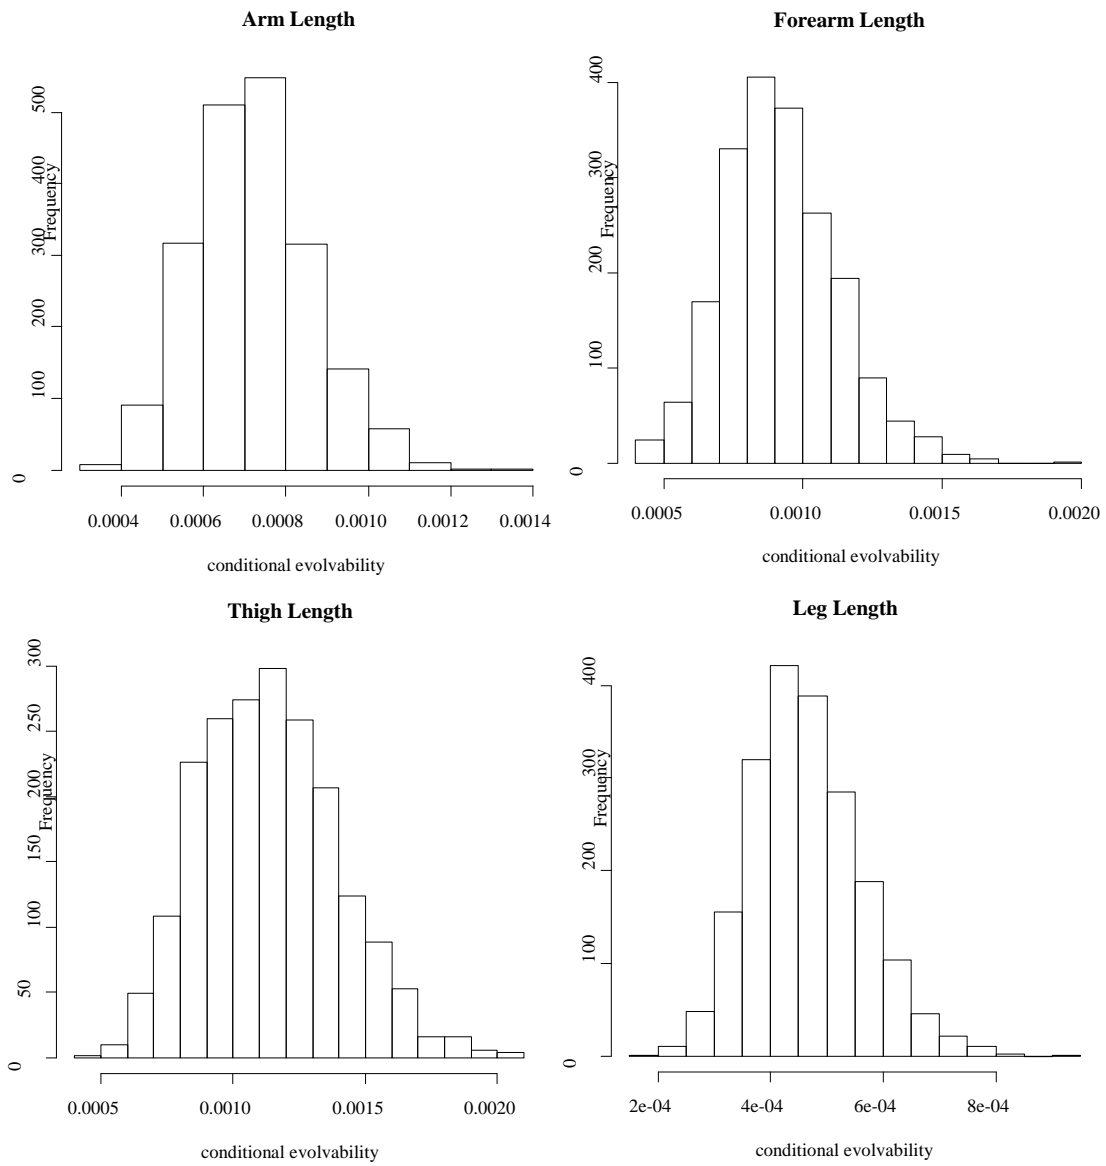 Arm Length
Frequency
500
400
300
200
100
0
0.0004 0.0006 0.0008 0.0010 0.0012 0.0014
conditional evolvability
Forearm Length
Frequency
400
300
200
100
0
0.0005 0.0010 0.0015 0.0020
conditional evolvability
Thigh Length
Frequency
300
250
200
150
100
50
0
0.0005 0.0010 0.0015 0.0020
conditional evolvability
Leg Length
Frequency
400
300
200
100
0
2e-04 4e-04 6e-04 8e-04
conditional evolvability